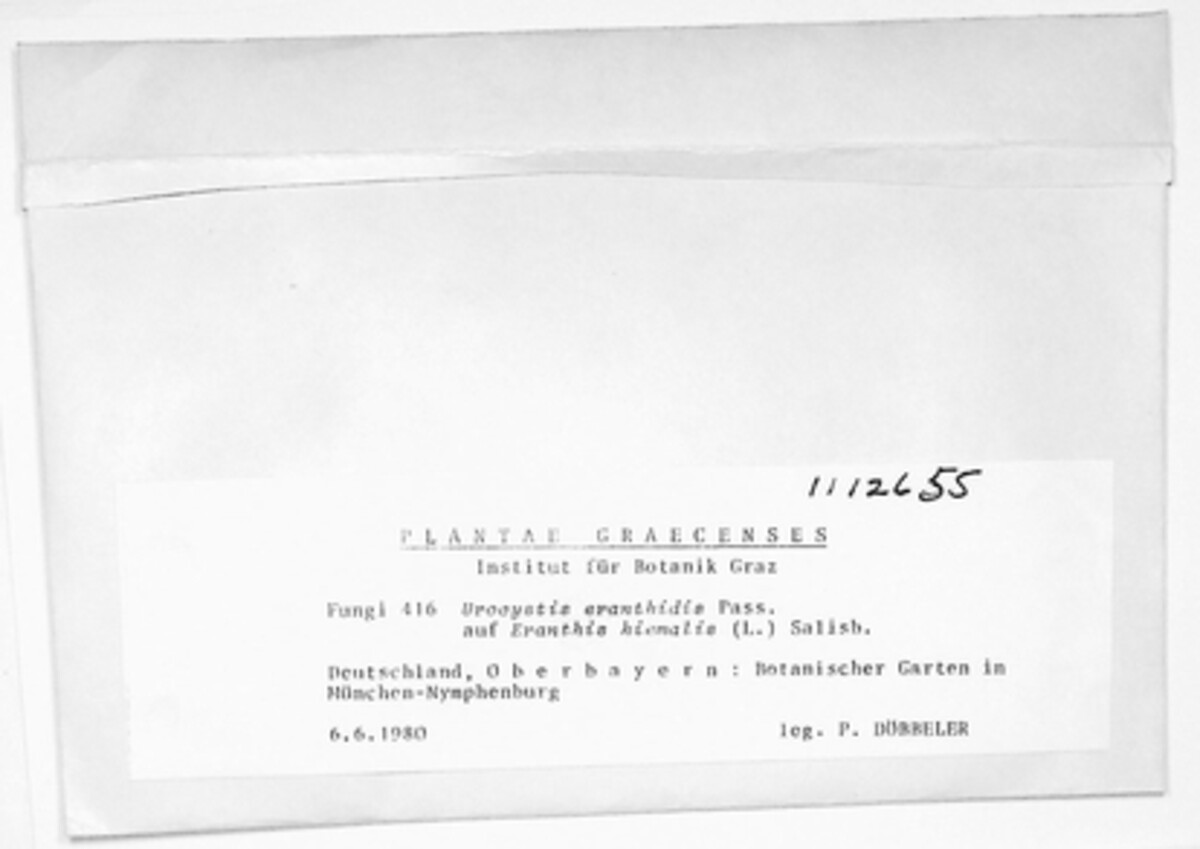 1112655
PLANTAE GRAECENSES
Institut für Botanik Graz
Fungi 416 Urocystis eranthidis Pass.
auf Eranthis hiemalis (L.) Salisb.
Deutschland, Oberbayern: Botanischer Garten in
München-Nymphenburg
6.6.1980 leg. P. DÖBBELER